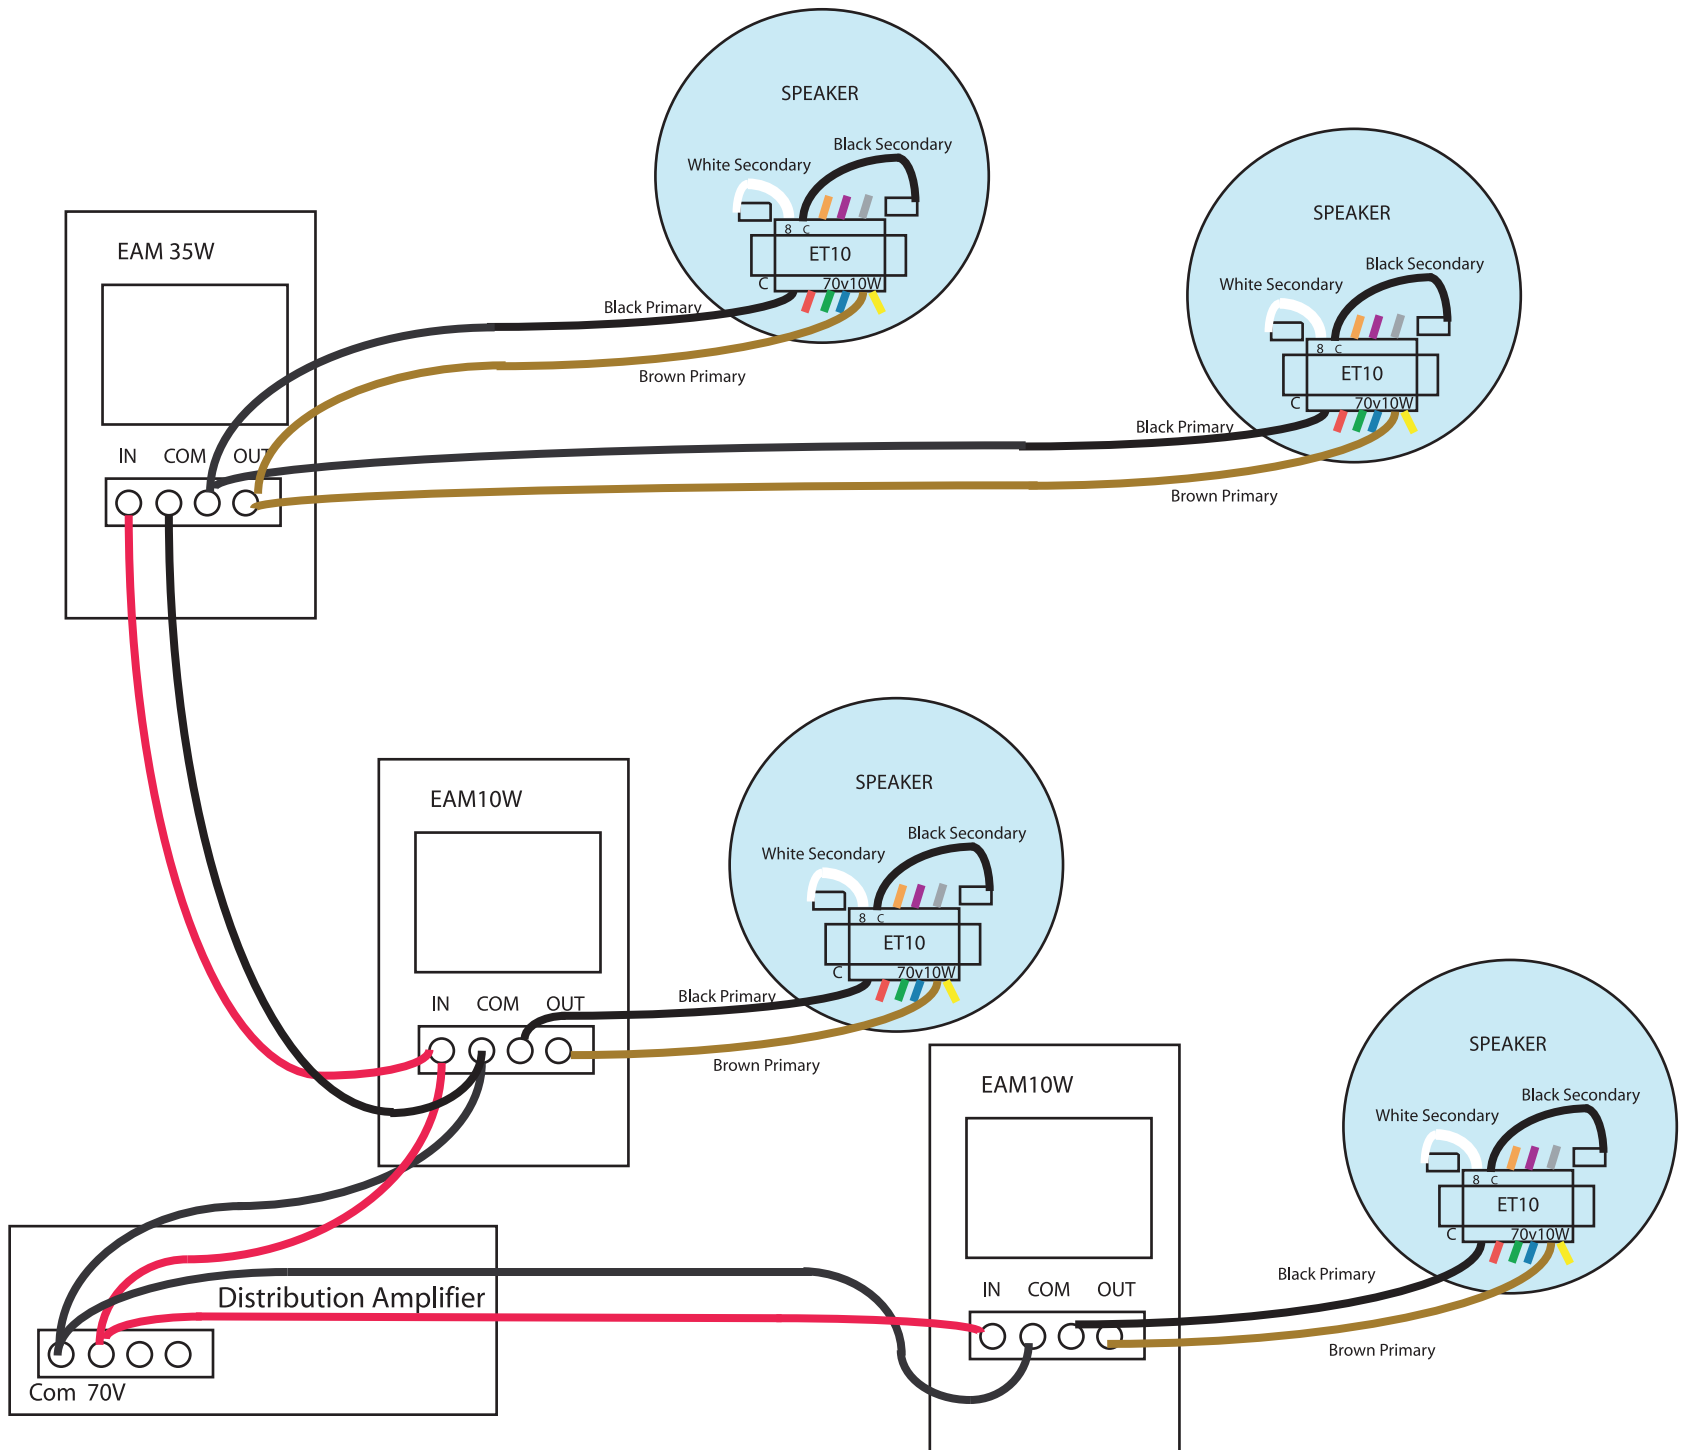 SPEAKER
Black Secondary
White Secondary
8 C
ET10
C 70v10W
Black Primary
Brown Primary
SPEAKER
Black Secondary
White Secondary
8 C
ET10
C 70v10W
Black Primary
Brown Primary
EAM 35W
IN COM OUT
SPEAKER
Black Secondary
White Secondary
8 C
ET10
C 70v10W
Black Primary
Brown Primary
EAM10W
IN COM OUT
SPEAKER
Black Secondary
White Secondary
8 C
ET10
C 70v10W
Black Primary
Brown Primary
EAM10W
IN COM OUT
Distribution Amplifier
Com 70V